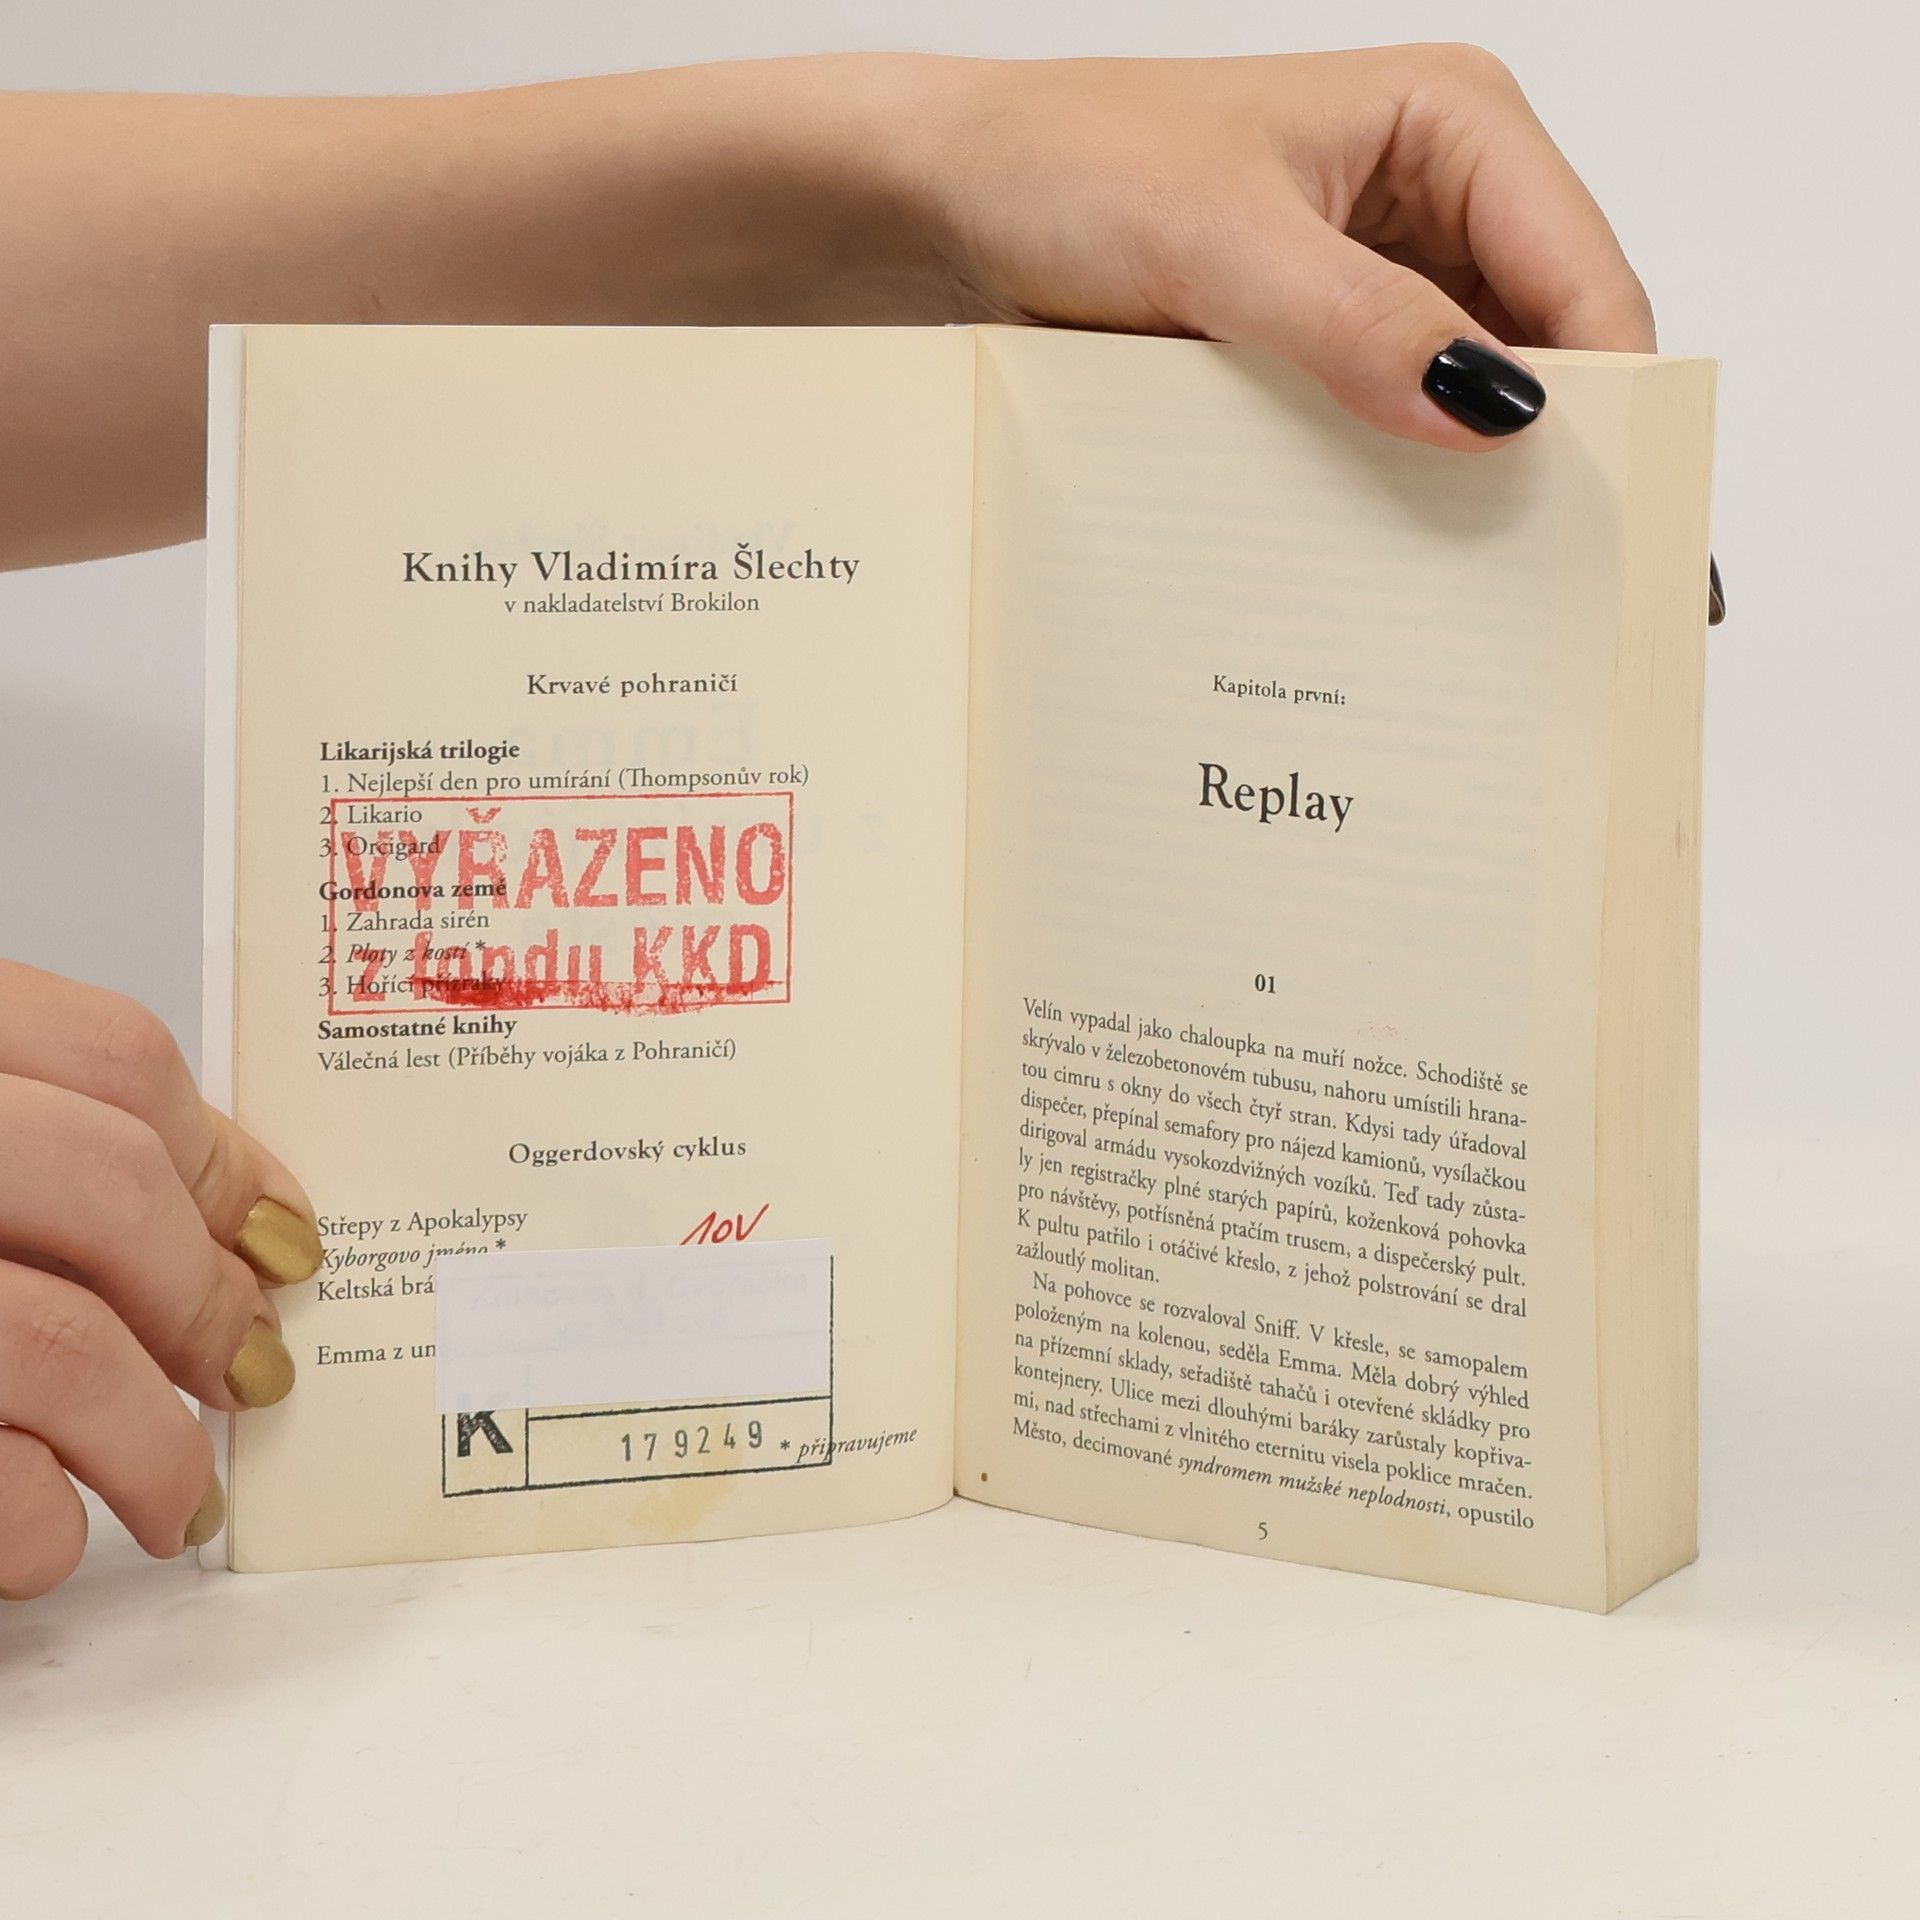 Knihy Vladimíra Šlechty
v nakladatelství Brokilon
Krvavé pohraničí
Likarijská trilogie
1. Nejlepší den pro umírání (Thompsonův rok)
2. Likario
3. Orcigard
Gordonova země
1. Zahrada sirén
2. Ploty z kostí *
3. Hořící přízraky
VYŘAZENO
z fondu KKD
Samostatné knihy
Válečná lest (Příběhy vojáka z Pohraničí)
Oggerdovský cyklus
Střepy z Apokalypsy
10V
Kyborgovo jméno *
Keltská brá
Emma z un
K
179249
* připravujeme
Kapitola první:
Replay
01
Velín vypadal jako chaloupka na muří nožce. Schodiště se
skrývalo v železobetonovém tubusu, nahoru umístili hrana-
tou cimru s okny do všech čtyř stran. Kdysi tady úřadoval
dispečer, přepínal semafory pro nájezd kamionů, vysílačkou
dirigoval armádu vysokozdvižných vozíků. Teď tady zůsta-
ly jen registračky plné starých papírů, koženková pohovka
pro návštěvy, potřísněná ptačím trusem, a dispečerský pult.
K pultu patřilo i otáčivé křeslo, z jehož polstrování se dral
zažloutlý molitan.
Na pohovce se rozvaloval Sniff. V křesle, se samopalem
položeným na kolenou, seděla Emma. Měla dobrý výhled
na přízemní sklady, seřadiště tahačů i otevřené skládky pro
kontejnery. Ulice mezi dlouhými baráky zarůstaly kopřiva-
mi, nad střechami z vlnitého eternitu visela poklice mračen.
Město, decimované syndromem mužské neplodnosti, opustilo
5